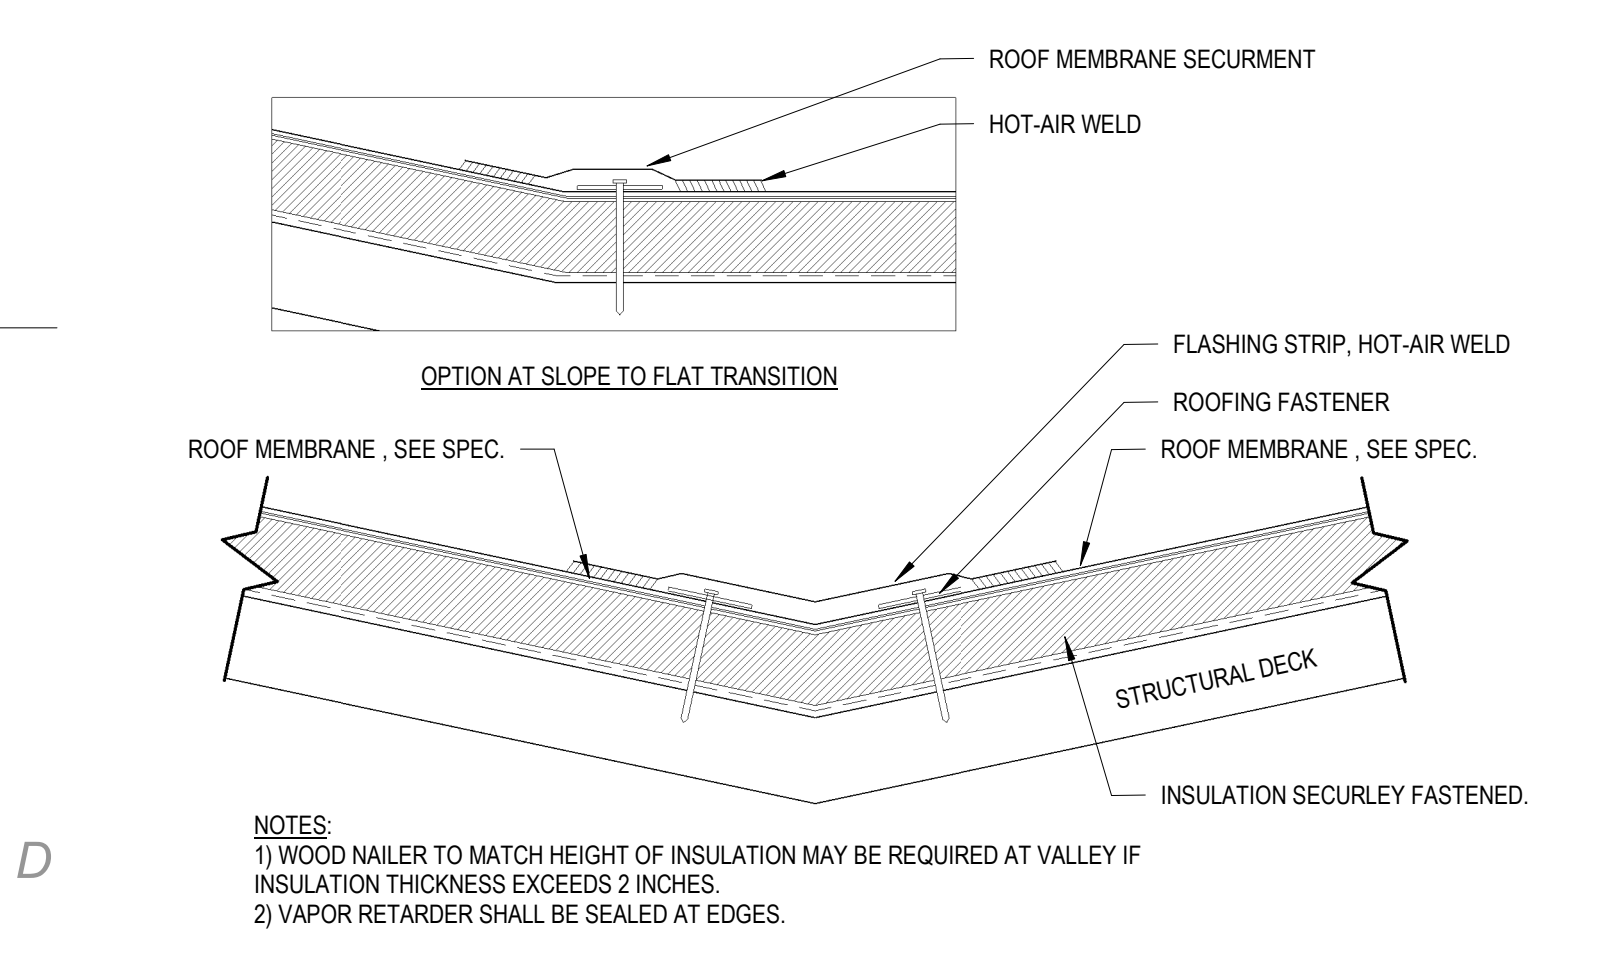 ROOF MEMBRANE SECURMENT
HOT-AIR WELD
OPTION AT SLOPE TO FLAT TRANSITION
FLASHING STRIP, HOT-AIR WELD
ROOFING FASTENER
ROOF MEMBRANE , SEE SPEC.
ROOF MEMBRANE , SEE SPEC.
STRUCTURAL DECK
INSULATION SECURLEY FASTENED.
NOTES:
1) WOOD NAILER TO MATCH HEIGHT OF INSULATION MAY BE REQUIRED AT VALLEY IF
INSULATION THICKNESS EXCEEDS 2 INCHES.
2) VAPOR RETARDER SHALL BE SEALED AT EDGES.
D